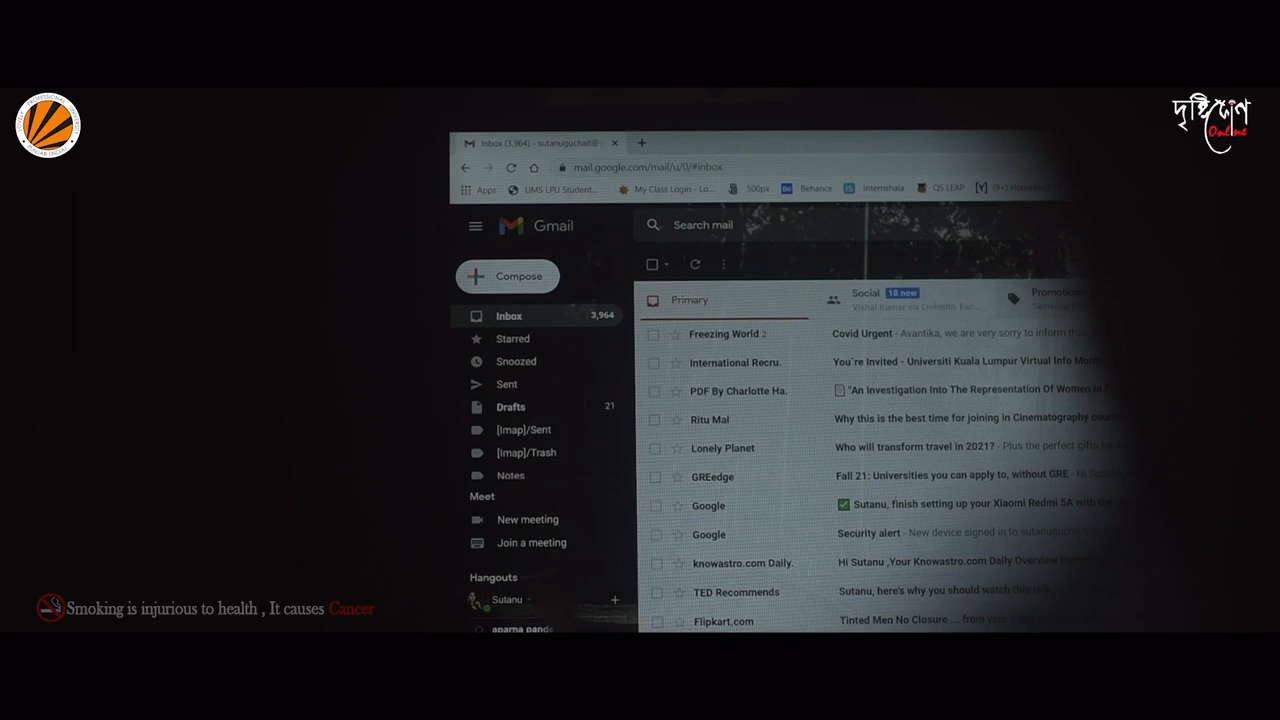 দৃষ্টিকোণ
Online
Inbox (3,964) - sutanuguchait@g
mail.google.com/mail/u/0/#inbox
Apps UMS LPU Student... My Class Login - Lo... 500px Behance Internshala QS LEAP
Gmail Search mail
Compose
Primary Social 18 new Promotions
Vishal Kumar via LinkedIn, Fac...
Inbox 3,964
Starred
Snoozed
Sent
Drafts 21
[Imap]/Sent
[Imap]/Trash
Notes
Meet
New meeting
Join a meeting
Hangouts
Sutanu
aparna pande
Freezing World 2 Covid Urgent - Avantika, we are very sorry to inform that
International Recru. You`re Invited - Universiti Kuala Lumpur Virtual Info
PDF By Charlotte Ha. "An Investigation Into The Representation Of Women In
Ritu Mal Why this is the best time for joining in Cinematography
Lonely Planet Who will transform travel in 2021? - Plus the perfect gifts
GREedge Fall 21: Universities you can apply to, without GRE - Hi Sutanu
Google Sutanu, finish setting up your Xiaomi Redmi 5A with the
Google Security alert - New device signed in to
knowastro.com Daily. Hi Sutanu ,Your Knowastro.com Daily Overview
TED Recommends Sutanu, here's why you should watch this
Flipkart.com Tinted Men No Closure ... from your
Smoking is injurious to health , It causes Cancer